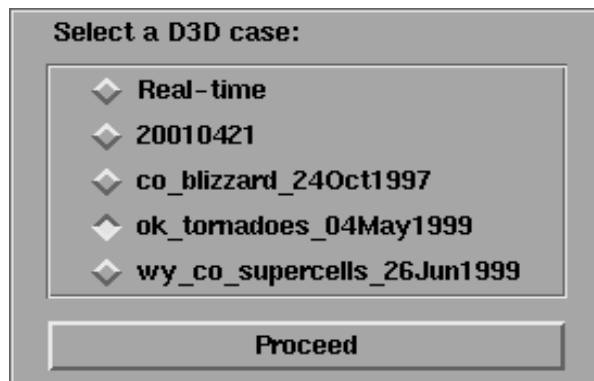 Select a D3D case:
Real-time
20010421
co_blizzard_24Oct1997
ok_tornadoes_04May1999
wy_co_supercells_26Jun1999
Proceed